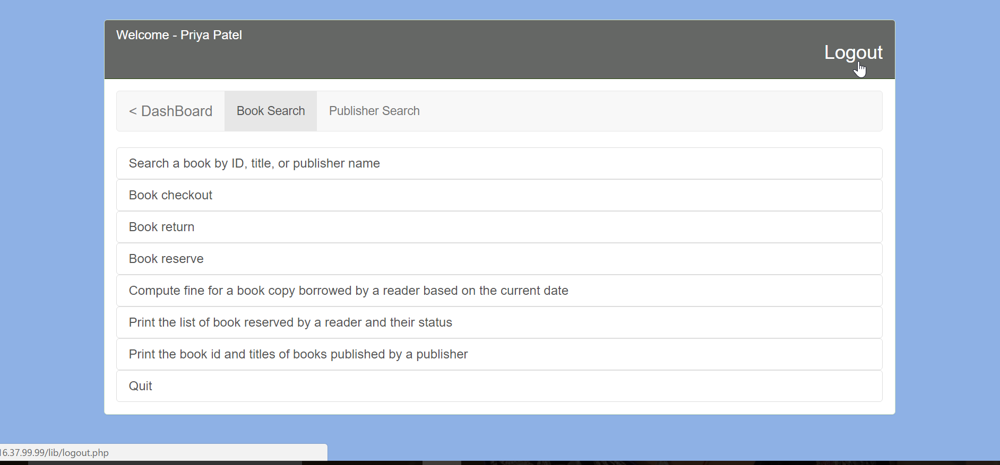 Welcome - Priya Patel
Logout
< DashBoard Book Search Publisher Search
Search a book by ID, title, or publisher name
Book checkout
Book return
Book reserve
Compute fine for a book copy borrowed by a reader based on the current date
Print the list of book reserved by a reader and their status
Print the book id and titles of books published by a publisher
Quit
16.37.99.99/lib/logout.php